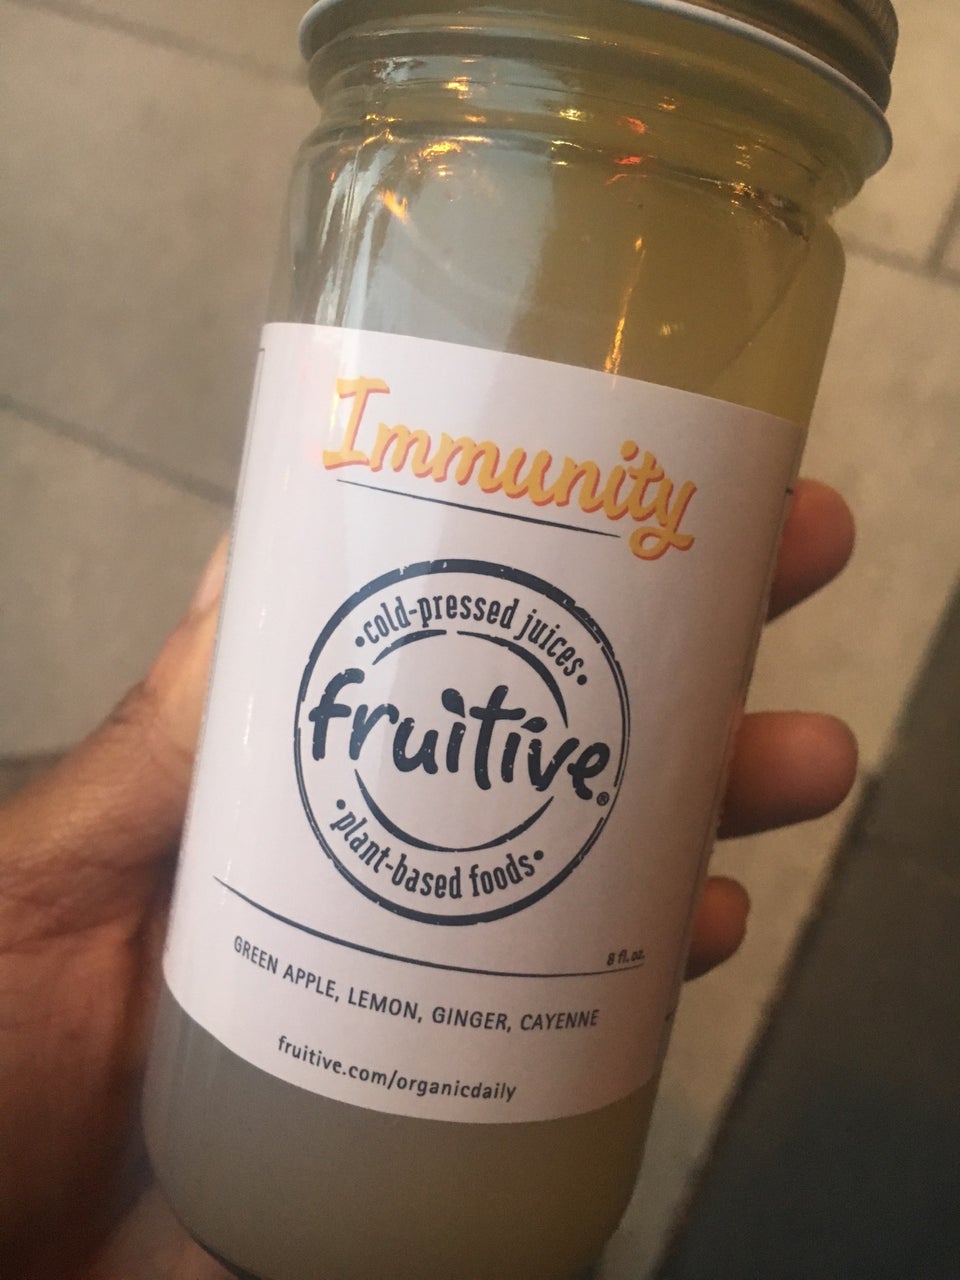 Immunity
cold-pressed juices
fruitive®
plant-based foods
8 fl. oz.
GREEN APPLE, LEMON, GINGER, CAYENNE
fruitive.com/organicdaily